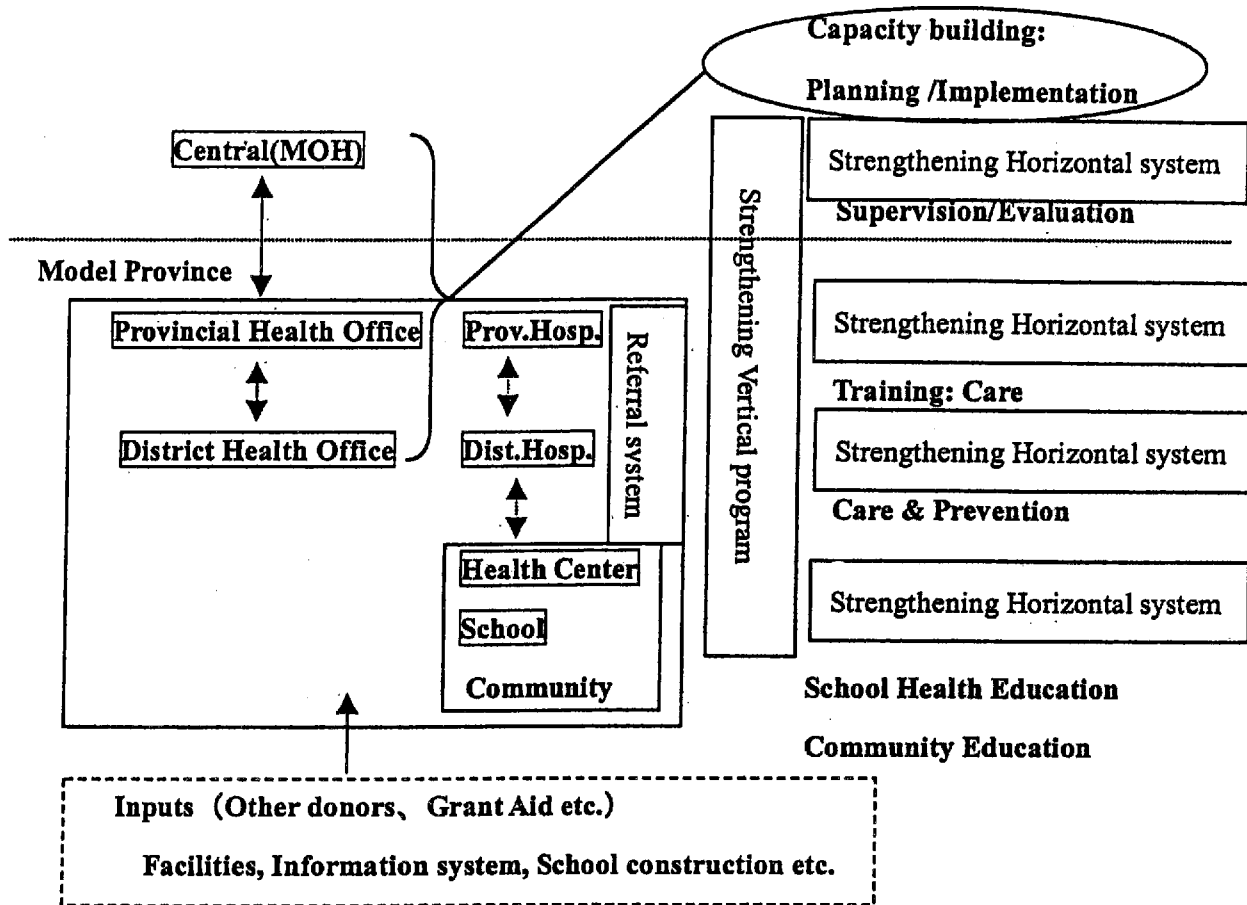 Capacity building:
Planning /Implementation
Central(MOH)
Strengthening Horizontal system
Supervision/Evaluation
Model Province
Provincial Health Office
Prov.Hosp.
Referral system
Strengthening Vertical program
Strengthening Horizontal system
Training: Care
District Health Office
Dist.Hosp.
Strengthening Horizontal system
Care & Prevention
Health Center
Strengthening Horizontal system
School
Community
School Health Education
Community Education
Inputs（Other donors、Grant Aid etc.）
Facilities, Information system, School construction etc.